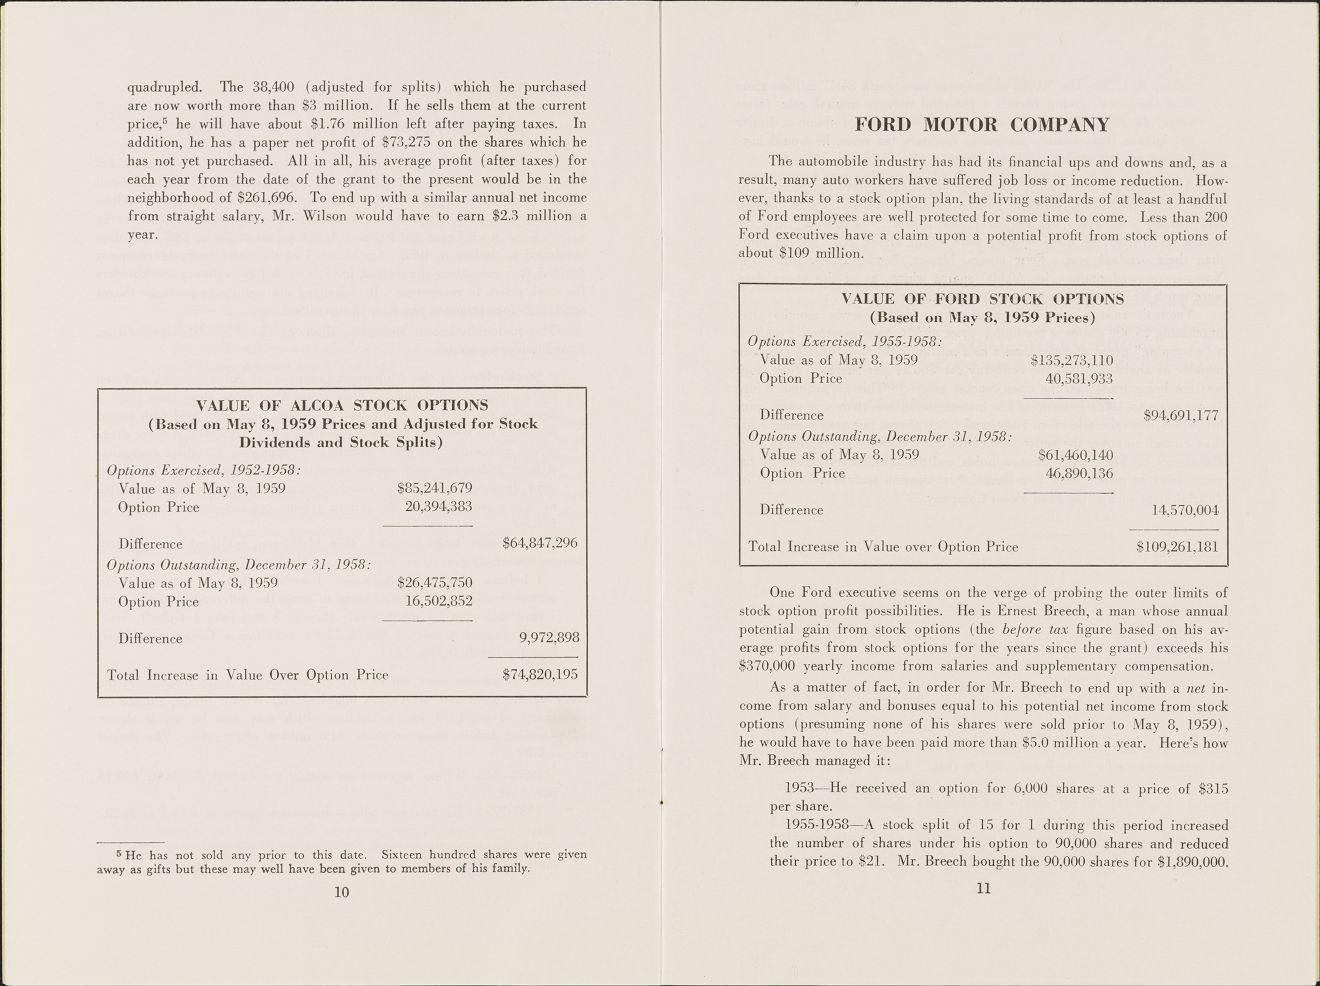 quadrupled. The 38,400 (adjusted for splits) which he purchased
are now worth more than $3 million. If he sells them at the current
price,⁵ he will have about $1.76 million left after paying taxes. In
addition, he has a paper net profit of $73,275 on the shares which he
has not yet purchased. All in all, his average profit (after taxes) for
each year from the date of the grant to the present would be in the
neighborhood of $261,696. To end up with a similar annual net income
from straight salary, Mr. Wilson would have to earn $2.3 million a
year.
VALUE OF ALCOA STOCK OPTIONS
(Based on May 8, 1959 Prices and Adjusted for Stock
Dividends and Stock Splits)
Options Exercised, 1952-1958:
Value as of May 8, 1959 $85,241,679
Option Price 20,394,383
Difference $64,847,296
Options Outstanding, December 31, 1958:
Value as of May 8, 1959 $26,475,750
Option Price 16,502,852
Difference 9,972,898
Total Increase in Value Over Option Price $74,820,195
⁵ He has not sold any prior to this date. Sixteen hundred shares were given
away as gifts but these may well have been given to members of his family.
10
FORD MOTOR COMPANY
The automobile industry has had its financial ups and downs and, as a
result, many auto workers have suffered job loss or income reduction. How-
ever, thanks to a stock option plan, the living standards of at least a handful
of Ford employees are well protected for some time to come. Less than 200
Ford executives have a claim upon a potential profit from stock options of
about $109 million.
VALUE OF FORD STOCK OPTIONS
(Based on May 8, 1959 Prices)
Options Exercised, 1955-1958:
Value as of May 8, 1959 $135,273,110
Option Price 40,581,933
Difference $94,691,177
Options Outstanding, December 31, 1958:
Value as of May 8, 1959 $61,460,140
Option Price 46,890,136
Difference 14,570,004
Total Increase in Value over Option Price $109,261,181
One Ford executive seems on the verge of probing the outer limits of
stock option profit possibilities. He is Ernest Breech, a man whose annual
potential gain from stock options (the before tax figure based on his av-
erage profits from stock options for the years since the grant) exceeds his
$370,000 yearly income from salaries and supplementary compensation.
As a matter of fact, in order for Mr. Breech to end up with a net in-
come from salary and bonuses equal to his potential net income from stock
options (presuming none of his shares were sold prior to May 8, 1959),
he would have to have been paid more than $5.0 million a year. Here's how
Mr. Breech managed it:
1953—He received an option for 6,000 shares at a price of $315
per share.
1955-1958—A stock split of 15 for 1 during this period increased
the number of shares under his option to 90,000 shares and reduced
their price to $21. Mr. Breech bought the 90,000 shares for $1,890,000.
11